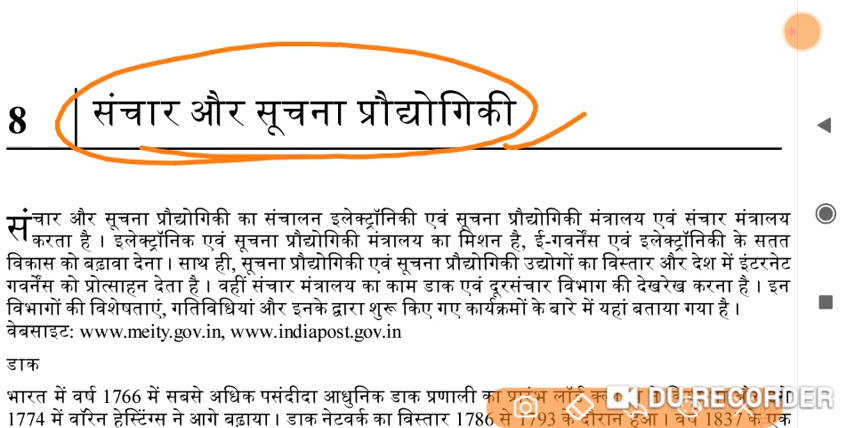 8 संचार और सूचना प्रौद्योगिकी
संचार और सूचना प्रौद्योगिकी का संचालन इलेक्ट्रॉनिकी एवं सूचना प्रौद्योगिकी मंत्रालय एवं संचार मंत्रालय
करता है । इलेक्ट्रॉनिक एवं सूचना प्रौद्योगिकी मंत्रालय का मिशन है, ई-गवर्नेंस एवं इलेक्ट्रॉनिकी के सतत
विकास को बढ़ावा देना । साथ ही, सूचना प्रौद्योगिकी एवं सूचना प्रौद्योगिकी उद्योगों का विस्तार और देश में इंटरनेट
गवर्नेंस को प्रोत्साहन देता है । वहीं संचार मंत्रालय का काम डाक एवं दूरसंचार विभाग की देखरेख करना है । इन
विभागों की विशेषताएं, गतिविधियां और इनके द्वारा शुरू किए गए कार्यक्रमों के बारे में यहां बताया गया है ।
वेबसाइट: www.meity.gov.in, www.indiapost.gov.in
डाक
भारत में वर्ष 1766 में सबसे अधिक पसंदीदा आधुनिक डाक प्रणाली का
DU RECORDER
1774 में वॉरेन हेस्टिंग्स ने आगे बढ़ाया । डाक नेटवर्क का विस्तार 1786 से 1793 के दौरान हुआ । वर्ष 1837 के एक